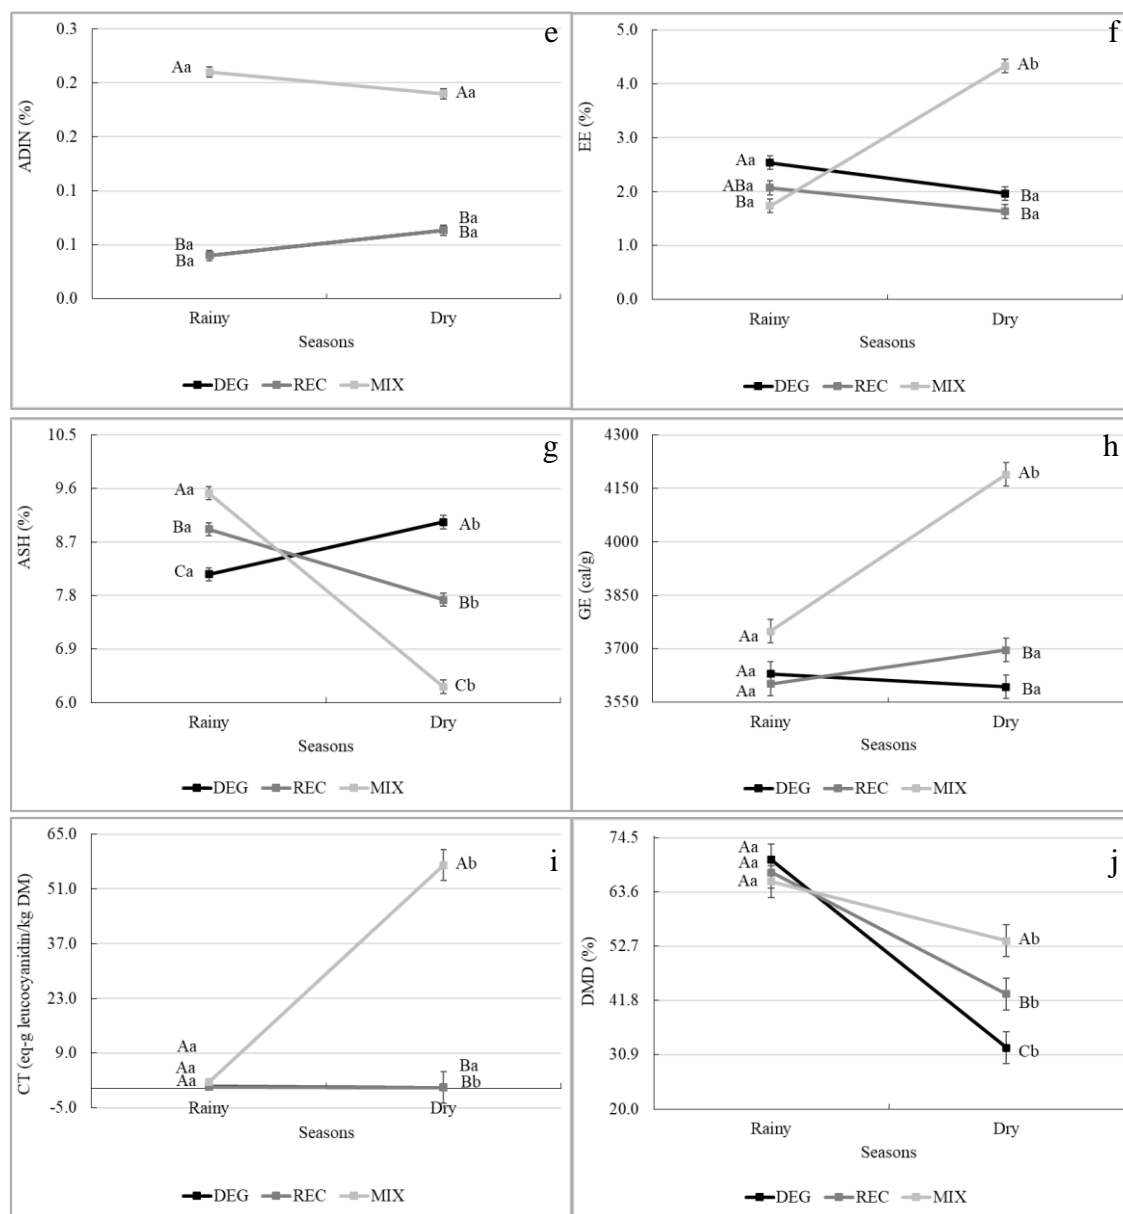 e
ADIN (%)
0.3
0.2
0.2
0.1
0.1
0.0
Aa
Aa
Ba
Ba
Ba
Ba
Rainy
Dry
Seasons
DEG REC MIX
f
EE (%)
5.0
4.0
3.0
2.0
1.0
0.0
Aa
ABa
Ba
Ab
Ba
Ba
Rainy
Dry
Seasons
DEG REC MIX
g
ASH (%)
10.5
9.6
8.7
7.8
6.9
6.0
Aa
Ba
Ca
Ab
Bb
Cb
Rainy
Dry
Seasons
DEG REC MIX
h
GE (cal/g)
4300
4150
4000
3850
3700
3550
Aa
Aa
Aa
Ab
Ba
Ba
Rainy
Dry
Seasons
DEG REC MIX
i
CT (eq-g leucocyanidin/kg DM)
65.0
51.0
37.0
23.0
9.0
-5.0
Aa
Aa
Aa
Ab
Ba
Bb
Rainy
Dry
Seasons
DEG REC MIX
j
DMD (%)
74.5
63.6
52.7
41.8
30.9
20.0
Aa
Aa
Aa
Ab
Bb
Cb
Rainy
Dry
Seasons
DEG REC MIX